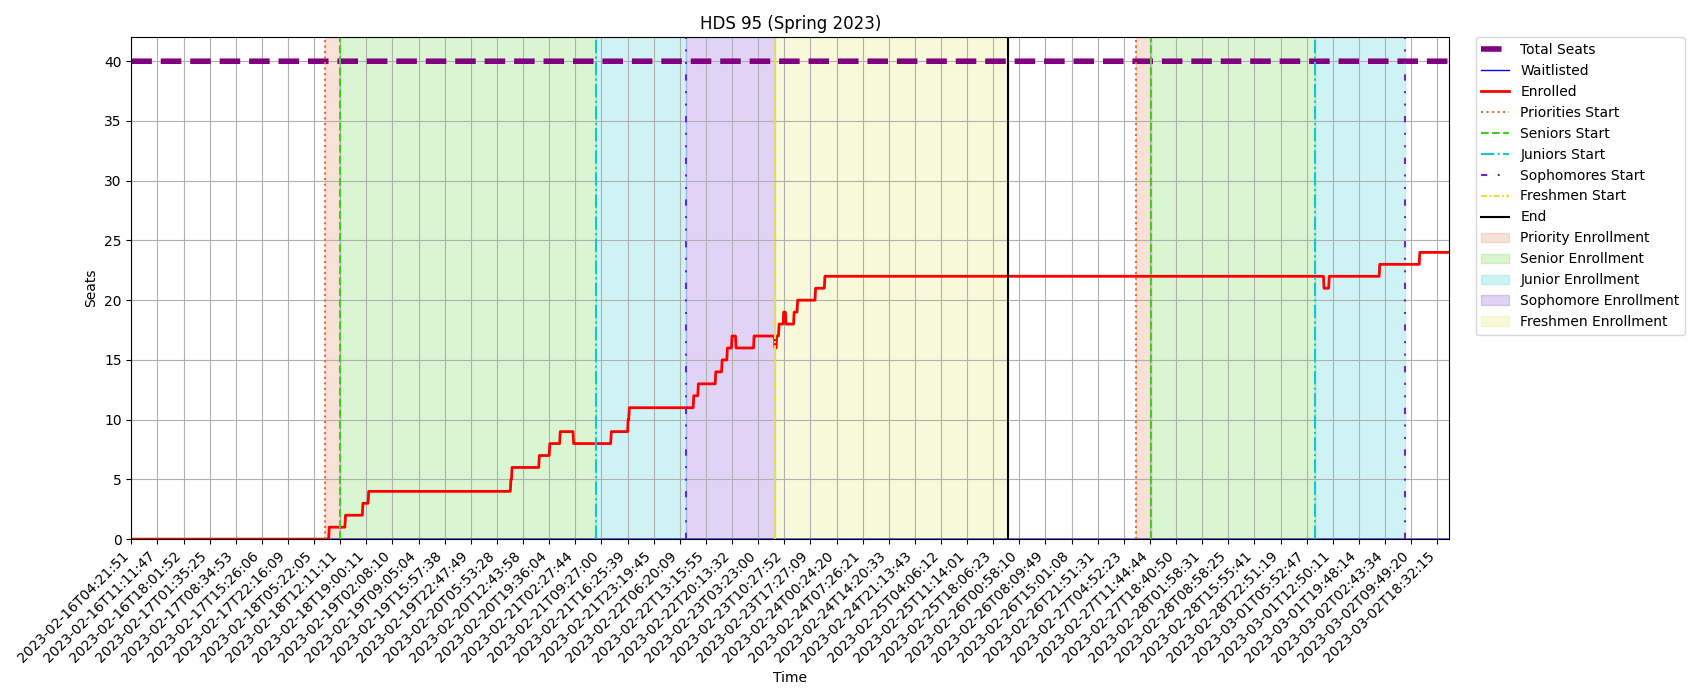 HDS 95 (Spring 2023)
40
35
30
25
20
15
10
5
0
Seats
2023-02-16T04:21:51
2023-02-16T11:11:47
2023-02-16T18:01:52
2023-02-17T01:35:25
2023-02-17T08:34:53
2023-02-17T15:26:06
2023-02-17T22:16:09
2023-02-18T05:22:05
2023-02-18T12:11:11
2023-02-18T19:00:11
2023-02-19T02:08:10
2023-02-19T09:05:04
2023-02-19T15:57:38
2023-02-19T22:47:49
2023-02-20T05:53:28
2023-02-20T12:43:58
2023-02-20T19:36:04
2023-02-21T02:27:44
2023-02-21T09:27:00
2023-02-21T16:25:39
2023-02-21T23:19:45
2023-02-22T06:20:09
2023-02-22T13:15:55
2023-02-22T20:13:32
2023-02-23T03:23:00
2023-02-23T10:27:52
2023-02-23T17:27:09
2023-02-24T00:24:20
2023-02-24T07:26:21
2023-02-24T14:20:33
2023-02-24T21:13:43
2023-02-25T04:06:12
2023-02-25T11:14:01
2023-02-25T18:06:23
2023-02-26T00:58:10
2023-02-26T08:09:49
2023-02-26T15:01:08
2023-02-26T21:51:31
2023-02-27T04:52:23
2023-02-27T11:44:44
2023-02-27T18:40:50
2023-02-28T01:58:31
2023-02-28T08:58:25
2023-02-28T15:55:41
2023-02-28T22:51:19
2023-03-01T05:52:47
2023-03-01T12:50:11
2023-03-01T19:48:14
2023-03-02T02:43:34
2023-03-02T09:49:20
2023-03-02T18:32:15
Time
Total Seats
Waitlisted
Enrolled
Priorities Start
Seniors Start
Juniors Start
Sophomores Start
Freshmen Start
End
Priority Enrollment
Senior Enrollment
Junior Enrollment
Sophomore Enrollment
Freshmen Enrollment